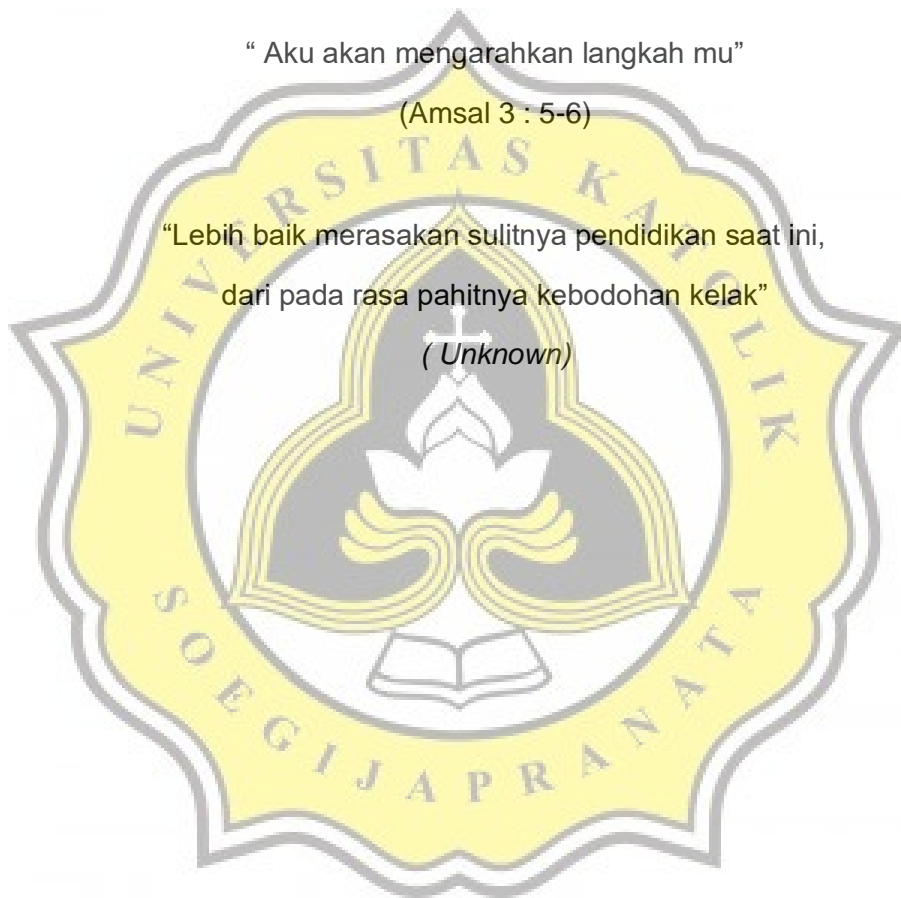 “ Aku akan mengarahkan langkah mu”
(Amsal 3 : 5-6)
“Lebih baik merasakan sulitnya pendidikan saat ini,
dari pada rasa pahitnya kebodohan kelak”
( Unknown)
UNIVERSITAS KATOLIK
SOEGIJAPRANATA